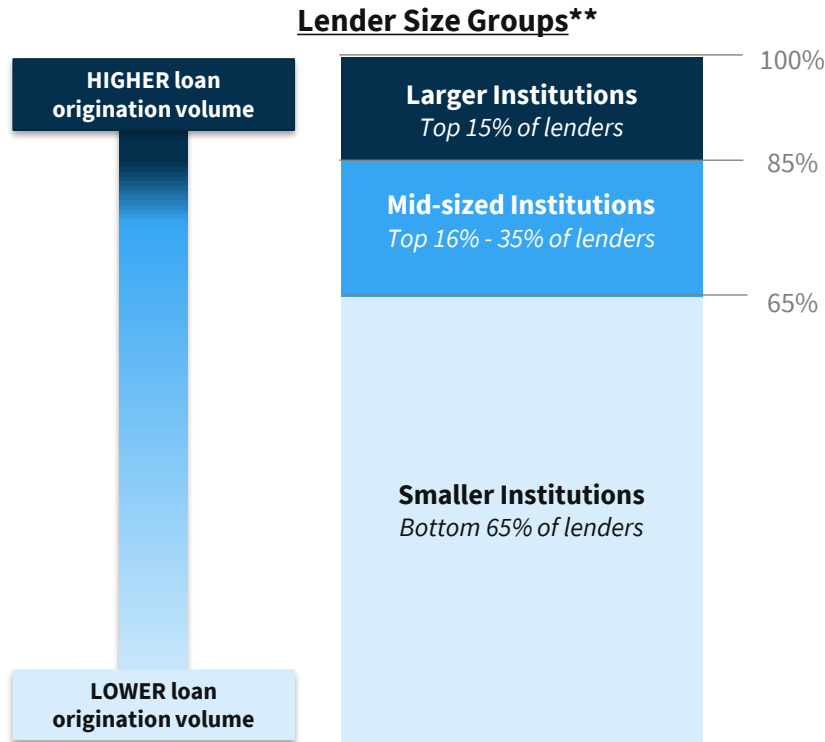 Lender Size Groups**
HIGHER loan
origination volume
100%
Larger Institutions
Top 15% of lenders
85%
Mid-sized Institutions
Top 16% - 35% of lenders
65%
Smaller Institutions
Bottom 65% of lenders
LOWER loan
origination volume